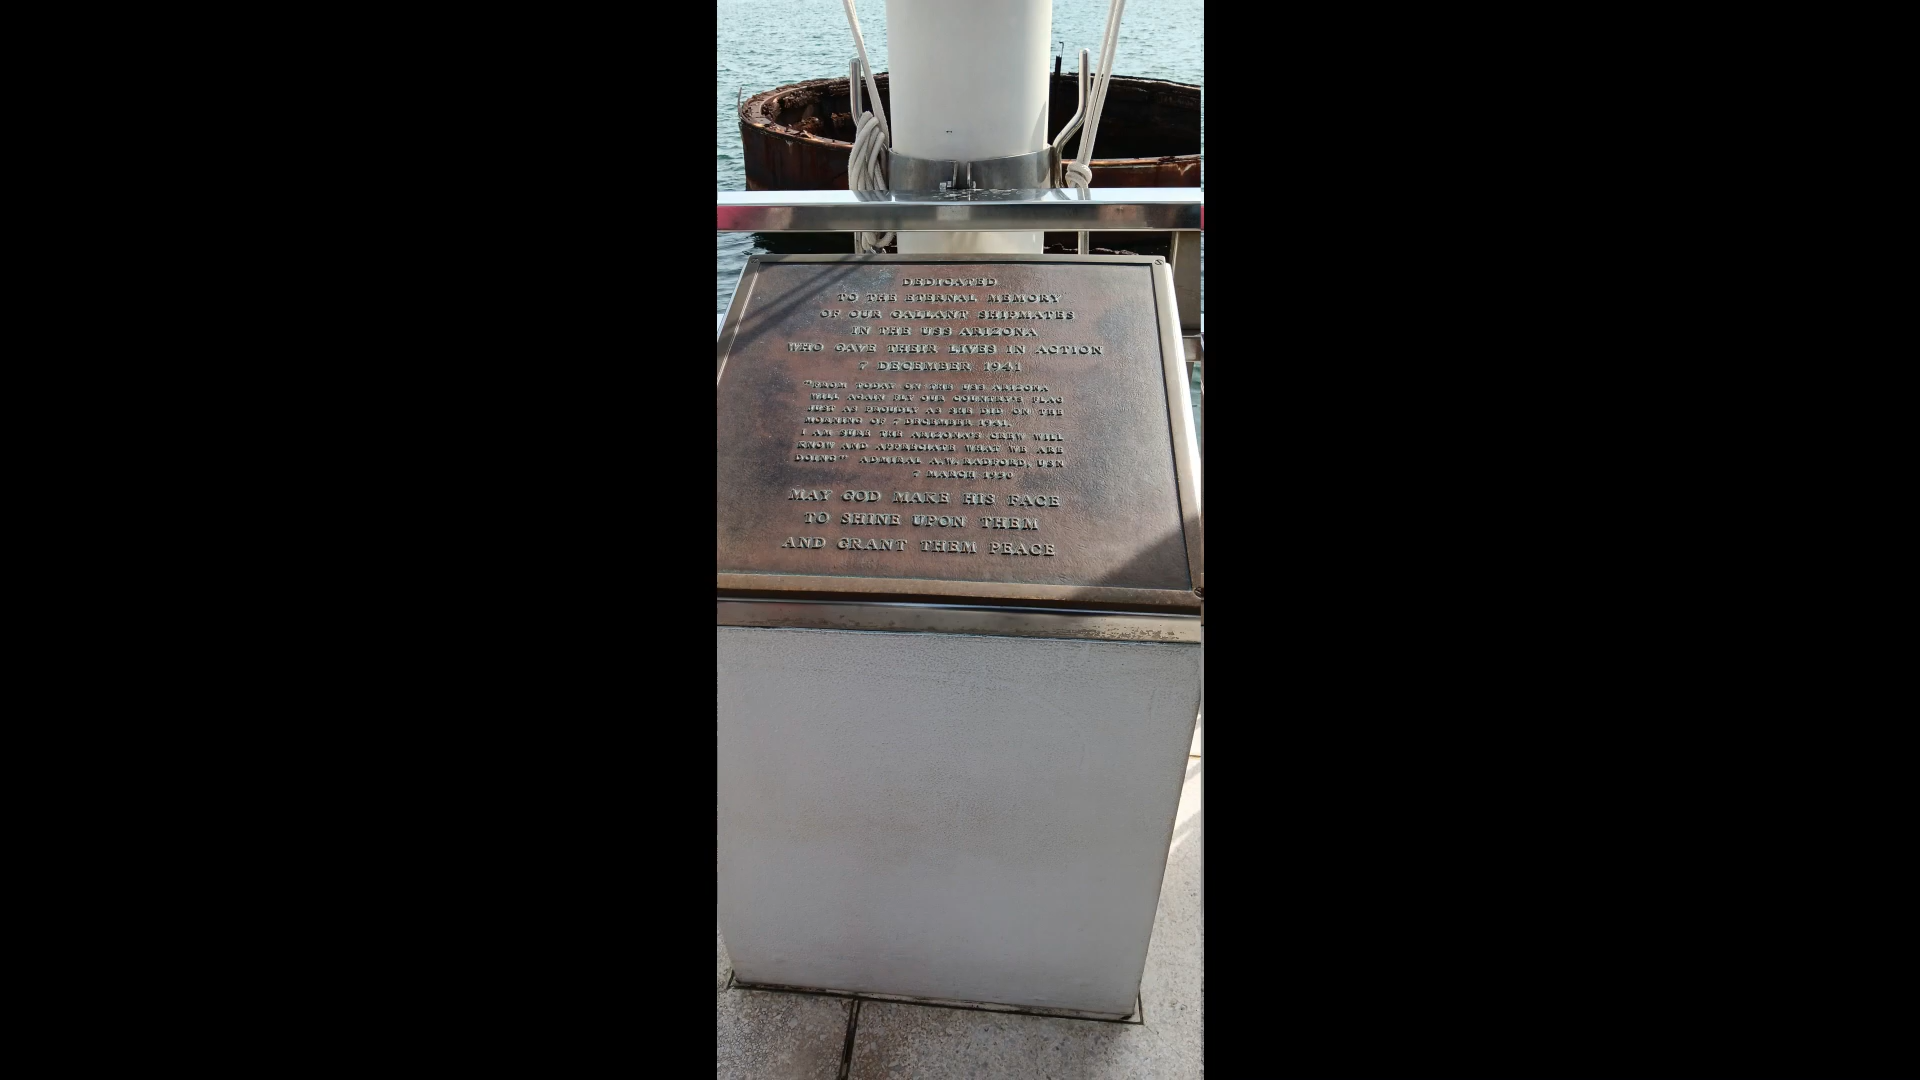 DEDICATED
TO THE ETERNAL MEMORY
OF OUR GALLANT SHIPMATES
IN THE USS ARIZONA
WHO GAVE THEIR LIVES IN ACTION
7 DECEMBER 1941
"FROM TODAY ON THE USS ARIZONA
WILL AGAIN FLY OUR COUNTRY'S FLAG
JUST AS PROUDLY AS SHE DID ON THE
MORNING OF 7 DECEMBER 1941.
I AM SURE THE ARIZONA'S CREW WILL
KNOW AND APPRECIATE WHAT WE ARE
DOING" ADMIRAL A.W. RADFORD, USN
7 MARCH 1950
MAY GOD MAKE HIS FACE
TO SHINE UPON THEM
AND GRANT THEM PEACE